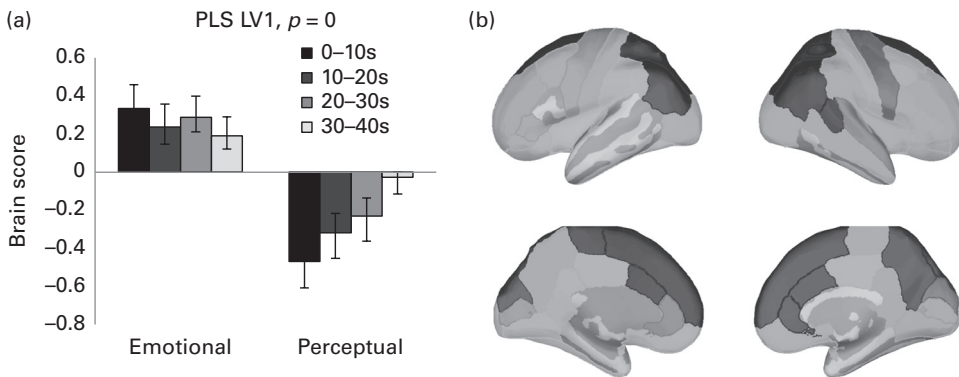 (a)
PLS LV1, p = 0
0–10s
10–20s
20–30s
30–40s
0.6
0.4
0.2
0
–0.2
–0.4
–0.6
–0.8
Brain score
Emotional
Perceptual
(b)